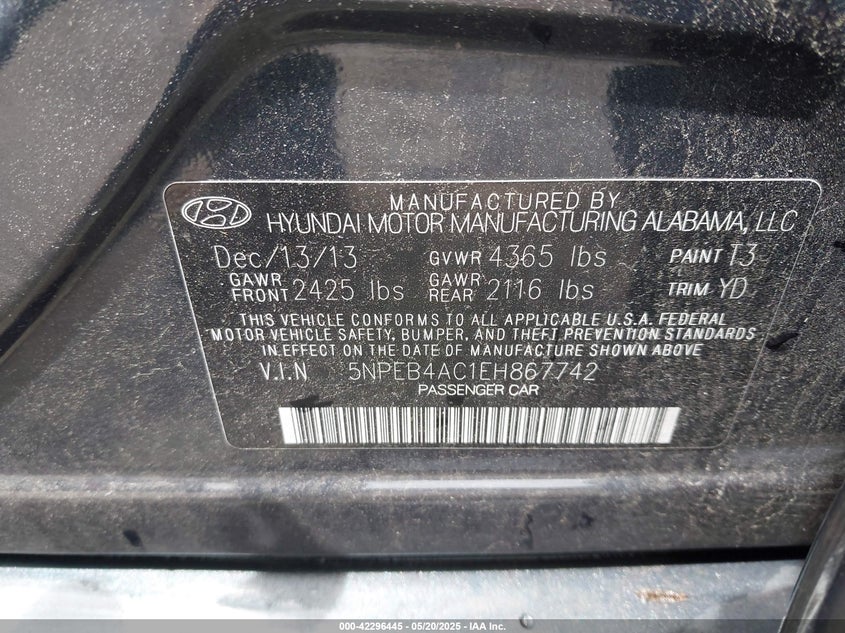 MANUFACTURED BY
HYUNDAI MOTOR MANUFACTURING ALABAMA, LLC
Dec/13/13 GVWR 4365 lbs PAINT T3
GAWR FRONT 2425 lbs GAWR REAR 2116 lbs TRIM YD
THIS VEHICLE CONFORMS TO ALL APPLICABLE U.S.A. FEDERAL
MOTOR VEHICLE SAFETY, BUMPER, AND THEFT PREVENTION STANDARDS
IN EFFECT ON THE DATE OF MANUFACTURE SHOWN ABOVE
V.I.N 5NPEB4AC1EH867742
PASSENGER CAR
000-42296445 - 05/20/2025 - IAA Inc.